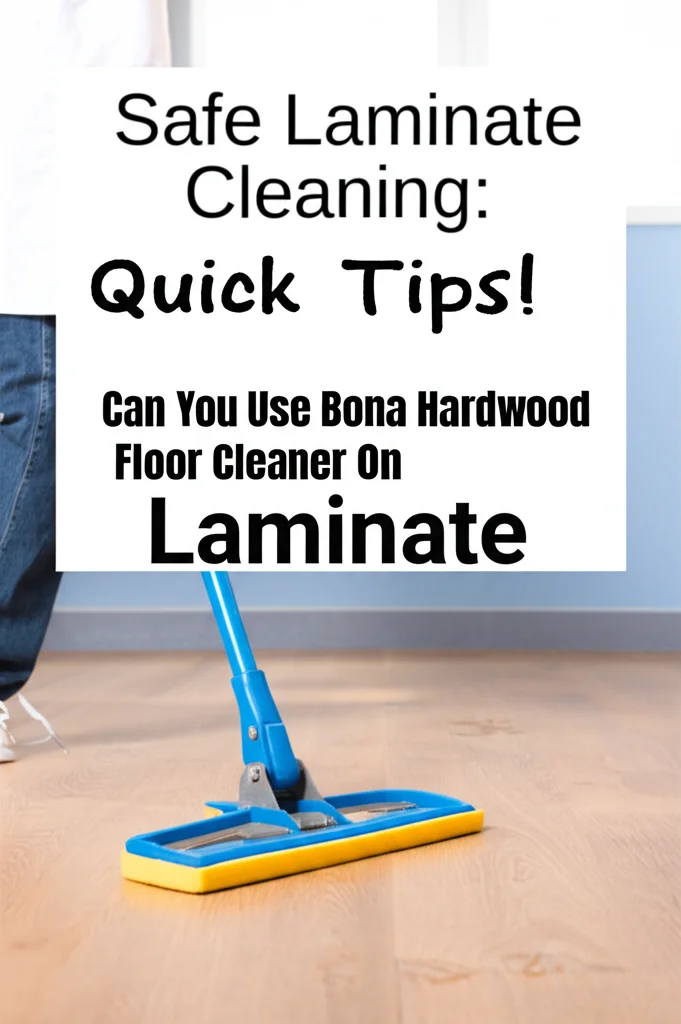 Safe Laminate
Cleaning:
Quick Tips!
Can You Use Bona Hardwood
Floor Cleaner On
Laminate